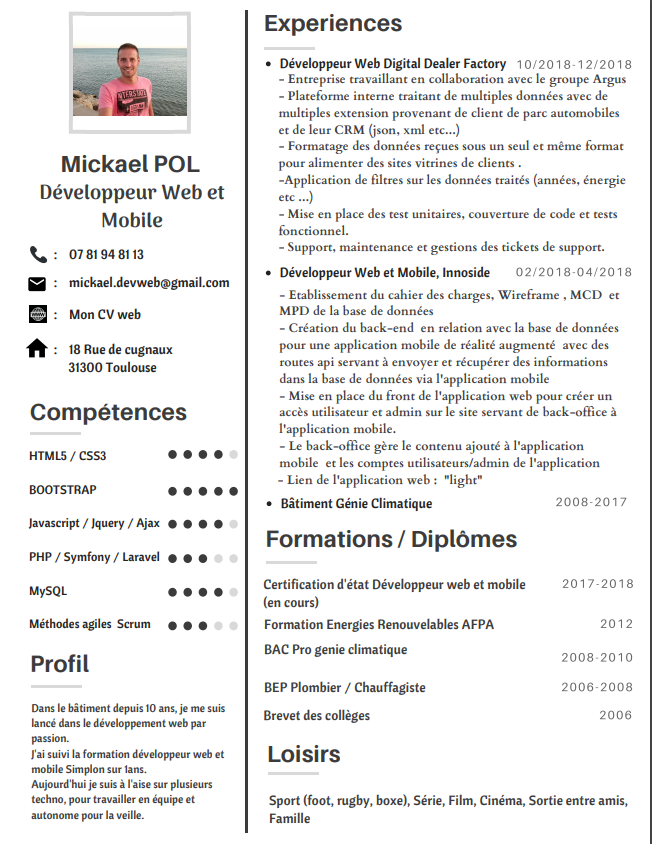 Mickael POL
Développeur Web et
Mobile
: 07 81 94 81 13
: mickael.devweb@gmail.com
: Mon CV web
: 18 Rue de cugnaux
31300 Toulouse
Compétences
HTML5 / CSS3
BOOTSTRAP
Javascript / Jquery / Ajax
PHP / Symfony / Laravel
MySQL
Méthodes agiles Scrum
Profil
Dans le bâtiment depuis 10 ans, je me suis
lancé dans le développement web par
passion.
J'ai suivi la formation développeur web et
mobile Simplon sur 1ans.
Aujourd'hui je suis à l'aise sur plusieurs
techno, pour travailler en équipe et
autonome pour la veille.
Experiences
• Développeur Web Digital Dealer Factory 10/2018-12/2018
- Entreprise travaillant en collaboration avec le groupe Argus
- Plateforme interne traitant de multiples données avec de
multiples extension provenant de client de parc automobiles
et de leur CRM (json, xml etc...)
- Formatage des données reçues sous un seul et même format
pour alimenter des sites vitrines de clients .
-Application de filtres sur les données traités (années, énergie
etc ...)
- Mise en place des test unitaires, couverture de code et tests
fonctionnel.
- Support, maintenance et gestions des tickets de support.
• Développeur Web et Mobile, Innoside 02/2018-04/2018
- Etablissement du cahier des charges, Wireframe , MCD et
MPD de la base de données
- Création du back-end en relation avec la base de données
pour une application mobile de réalité augmenté avec des
routes api servant à envoyer et récupérer des informations
dans la base de données via l'application mobile
- Mise en place du front de l'application web pour créer un
accès utilisateur et admin sur le site servant de back-office à
l'application mobile.
- Le back-office gère le contenu ajouté à l'application
mobile et les comptes utilisateurs/admin de l'application
- Lien de l'application web : "light"
• Bâtiment Génie Climatique 2008-2017
Formations / Diplômes
Certification d'état Développeur web et mobile 2017-2018
(en cours)
Formation Energies Renouvelables AFPA 2012
BAC Pro genie climatique 2008-2010
BEP Plombier / Chauffagiste 2006-2008
Brevet des collèges 2006
Loisirs
Sport (foot, rugby, boxe), Série, Film, Cinéma, Sortie entre amis,
Famille